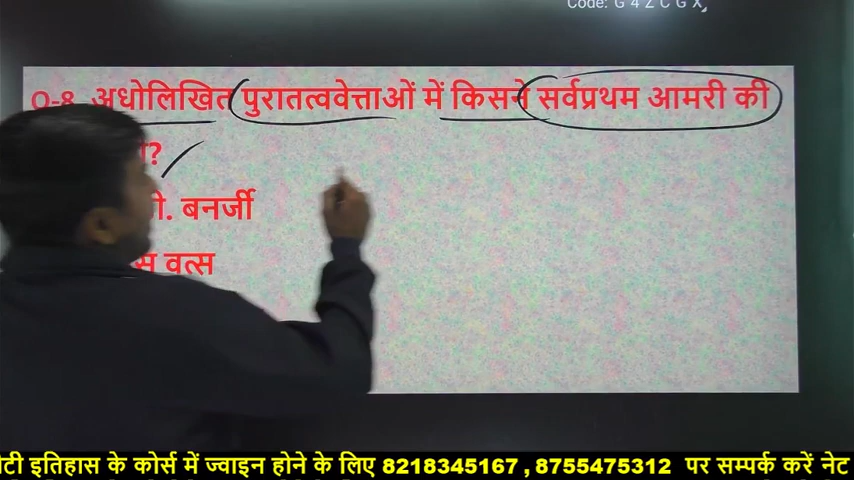 Code: G 4 Z C G X
Q-8 अधोलिखित पुरातत्ववेत्ताओं में किसने सर्वप्रथम आमरी की
?
बनर्जी
वत्स
इतिहास के कोर्स में ज्वाइन होने के लिए 8218345167 , 8755475312 पर सम्पर्क करें नेट